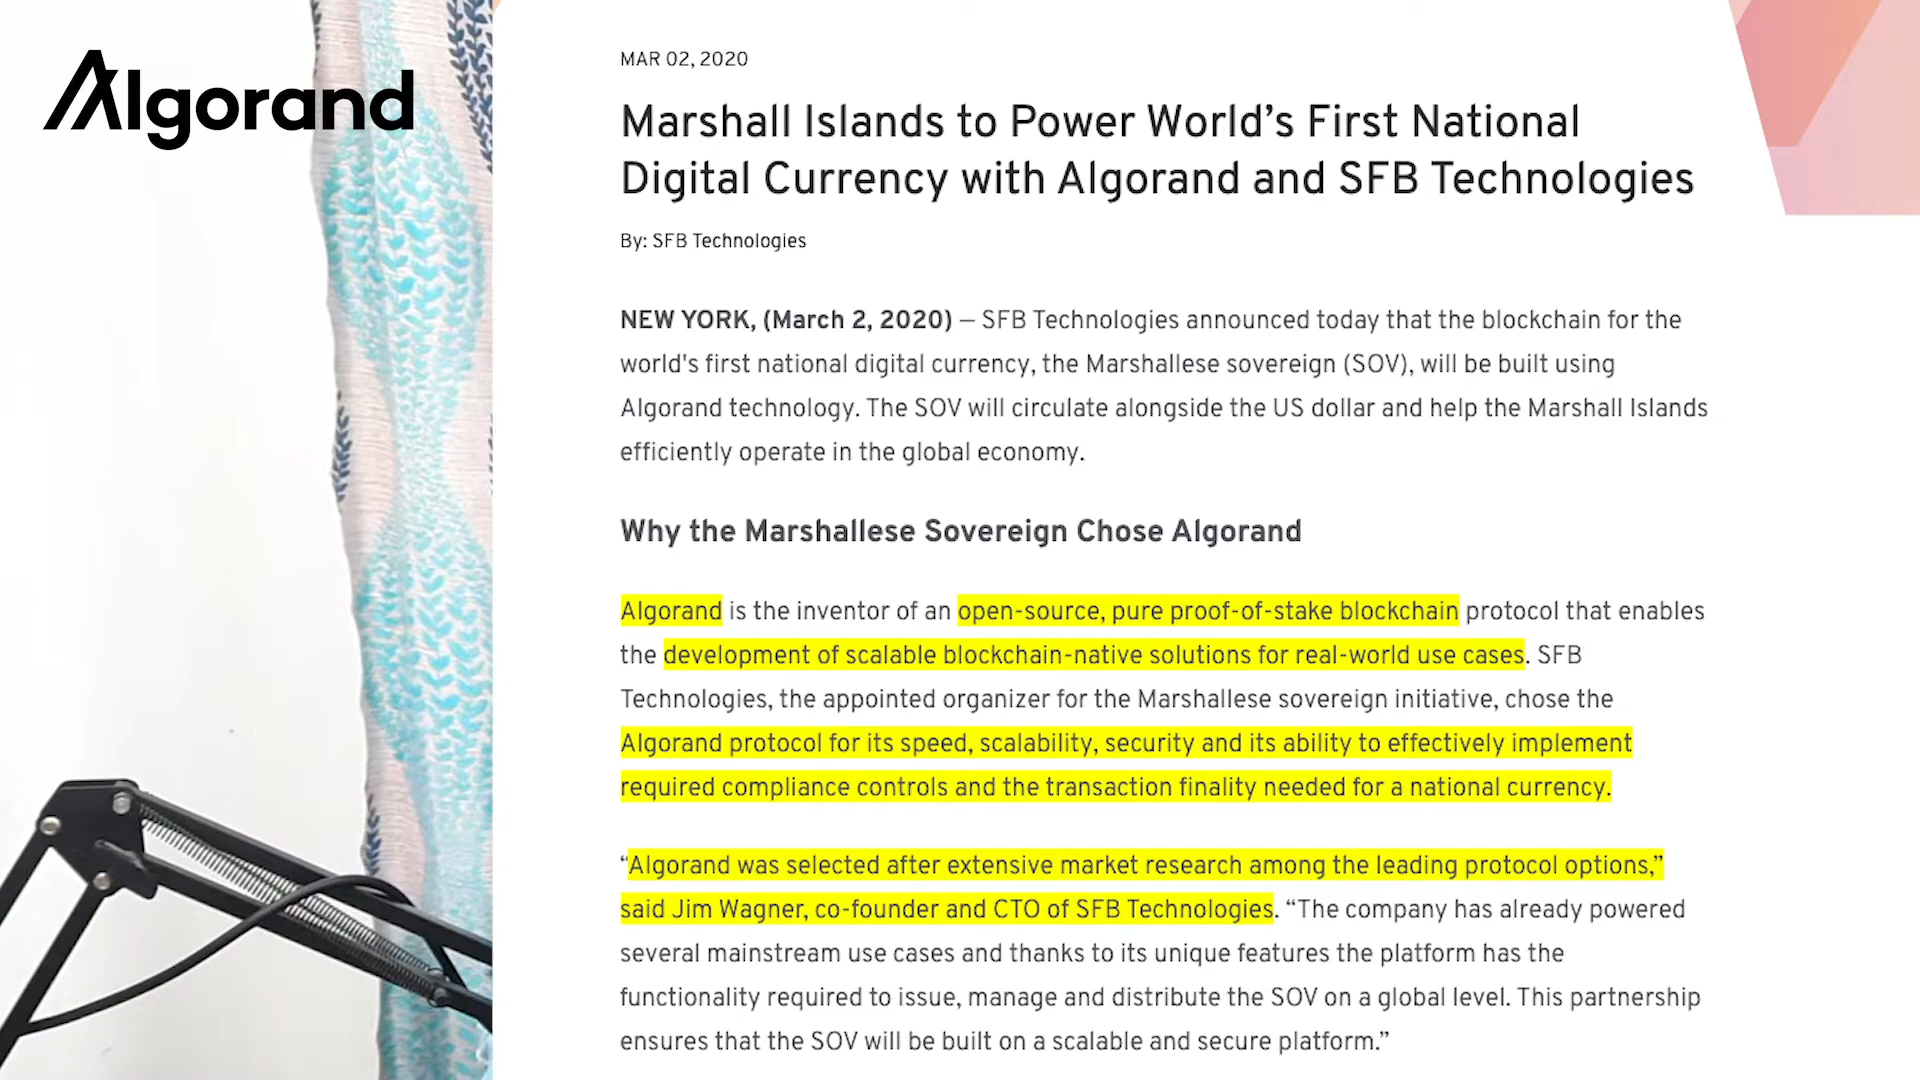 Algorand
MAR 02, 2020
Marshall Islands to Power World’s First National
Digital Currency with Algorand and SFB Technologies
By: SFB Technologies
NEW YORK, (March 2, 2020) – SFB Technologies announced today that the blockchain for the
world's first national digital currency, the Marshallese sovereign (SOV), will be built using
Algorand technology. The SOV will circulate alongside the US dollar and help the Marshall Islands
efficiently operate in the global economy.
Why the Marshallese Sovereign Chose Algorand
Algorand is the inventor of an open-source, pure proof-of-stake blockchain protocol that enables
the development of scalable blockchain-native solutions for real-world use cases. SFB
Technologies, the appointed organizer for the Marshallese sovereign initiative, chose the
Algorand protocol for its speed, scalability, security and its ability to effectively implement
required compliance controls and the transaction finality needed for a national currency.
“Algorand was selected after extensive market research among the leading protocol options,”
said Jim Wagner, co-founder and CTO of SFB Technologies. “The company has already powered
several mainstream use cases and thanks to its unique features the platform has the
functionality required to issue, manage and distribute the SOV on a global level. This partnership
ensures that the SOV will be built on a scalable and secure platform.”